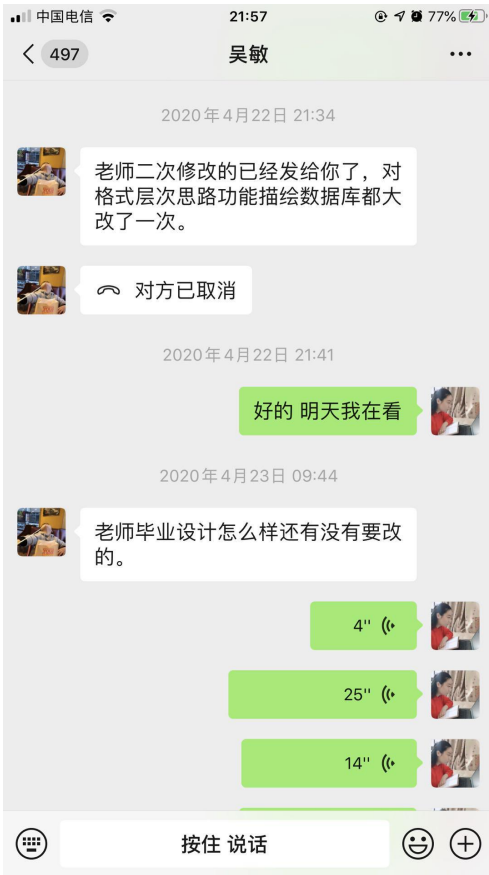 中国电信 21:57 77%
497 吴敏
2020年4月22日 21:34
老师二次修改的已经发给你了，对
格式层次思路功能描绘数据库都大
改了一次。
对方已取消
2020年4月22日 21:41
好的 明天我在看
2020年4月23日 09:44
老师毕业设计怎么样还有没有要改
的。
4"
25"
14"
按住 说话